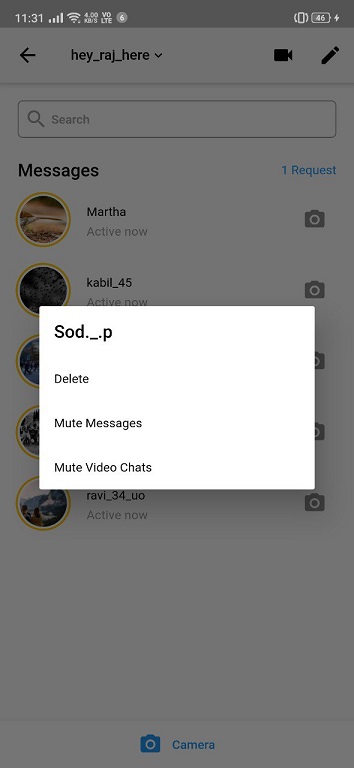 11:31 4.00 KB/S VO LTE 6 46
hey_raj_here
Search
Messages 1 Request
Martha
Active now
kabil_45
Active now
Sod._.p
Delete
Mute Messages
Mute Video Chats
ravi_34_uo
Active now
Camera